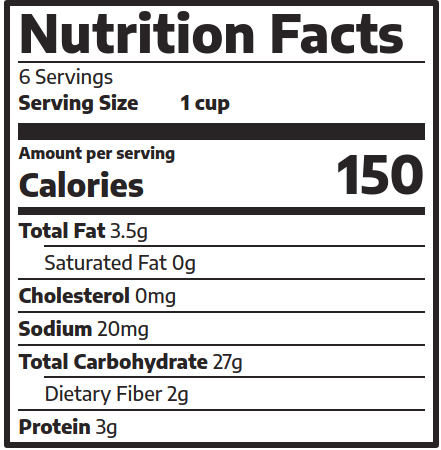 Nutrition Facts
6 Servings
Serving Size 1 cup
Amount per serving
Calories 150
Total Fat 3.5g
Saturated Fat 0g
Cholesterol 0mg
Sodium 20mg
Total Carbohydrate 27g
Dietary Fiber 2g
Protein 3g